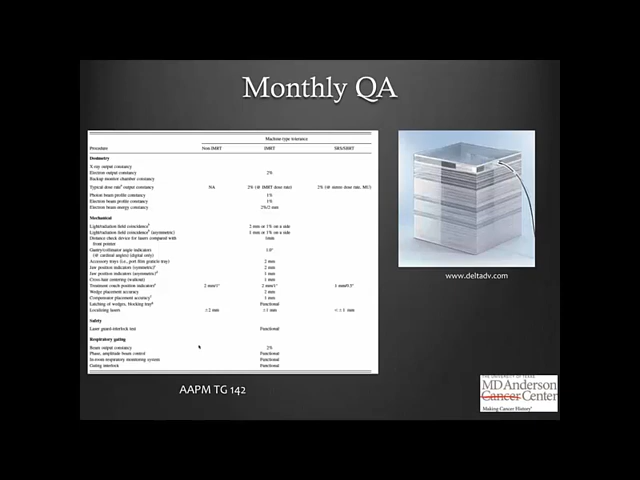 Monthly QA
Machine-type tolerance
Procedure Non-IMRT IMRT SRS/SBRT
Dosimetry
X-ray output constancy
Electron output constancy 2%
Backup monitor chamber constancy
Typical dose rate output constancy NA 2% (@ IMRT dose rate) 2% (@ stereo dose rate, MU)
Photon beam profile constancy 1%
Electron beam profile constancy 1%
Electron beam energy constancy 2%/2 mm
Mechanical
Light/radiation field coincidence 2 mm or 1% on a side
Light/radiation field coincidence (asymmetric) 1 mm or 1% on a side
Distance check device for lasers compared with 1mm
front pointer
Gantry/collimator angle indicators 1.0°
(@ cardinal angles) (digital only)
Accessory trays (i.e., port film graticle tray) 2 mm
Jaw position indicators (symmetric) 2 mm
Jaw position indicators (asymmetric) 1 mm
Cross-hair centering (walkout) 1 mm
Treatment couch position indicators 2 mm/1° 2 mm/1° 1 mm/0.5°
Wedge placement accuracy 2 mm
Compensator placement accuracy 1 mm
Latching of wedges, blocking tray Functional
Localizing lasers ±2 mm ±1 mm <±1 mm
Safety
Laser guard-interlock test Functional
Respiratory gating
Beam output constancy 2%
Phase, amplitude beam control Functional
In-room respiratory monitoring system Functional
Gating interlock Functional
AAPM TG 142
www.deltadv.com
THE UNIVERSITY OF TEXAS
MD Anderson
Cancer Center
Making Cancer History®